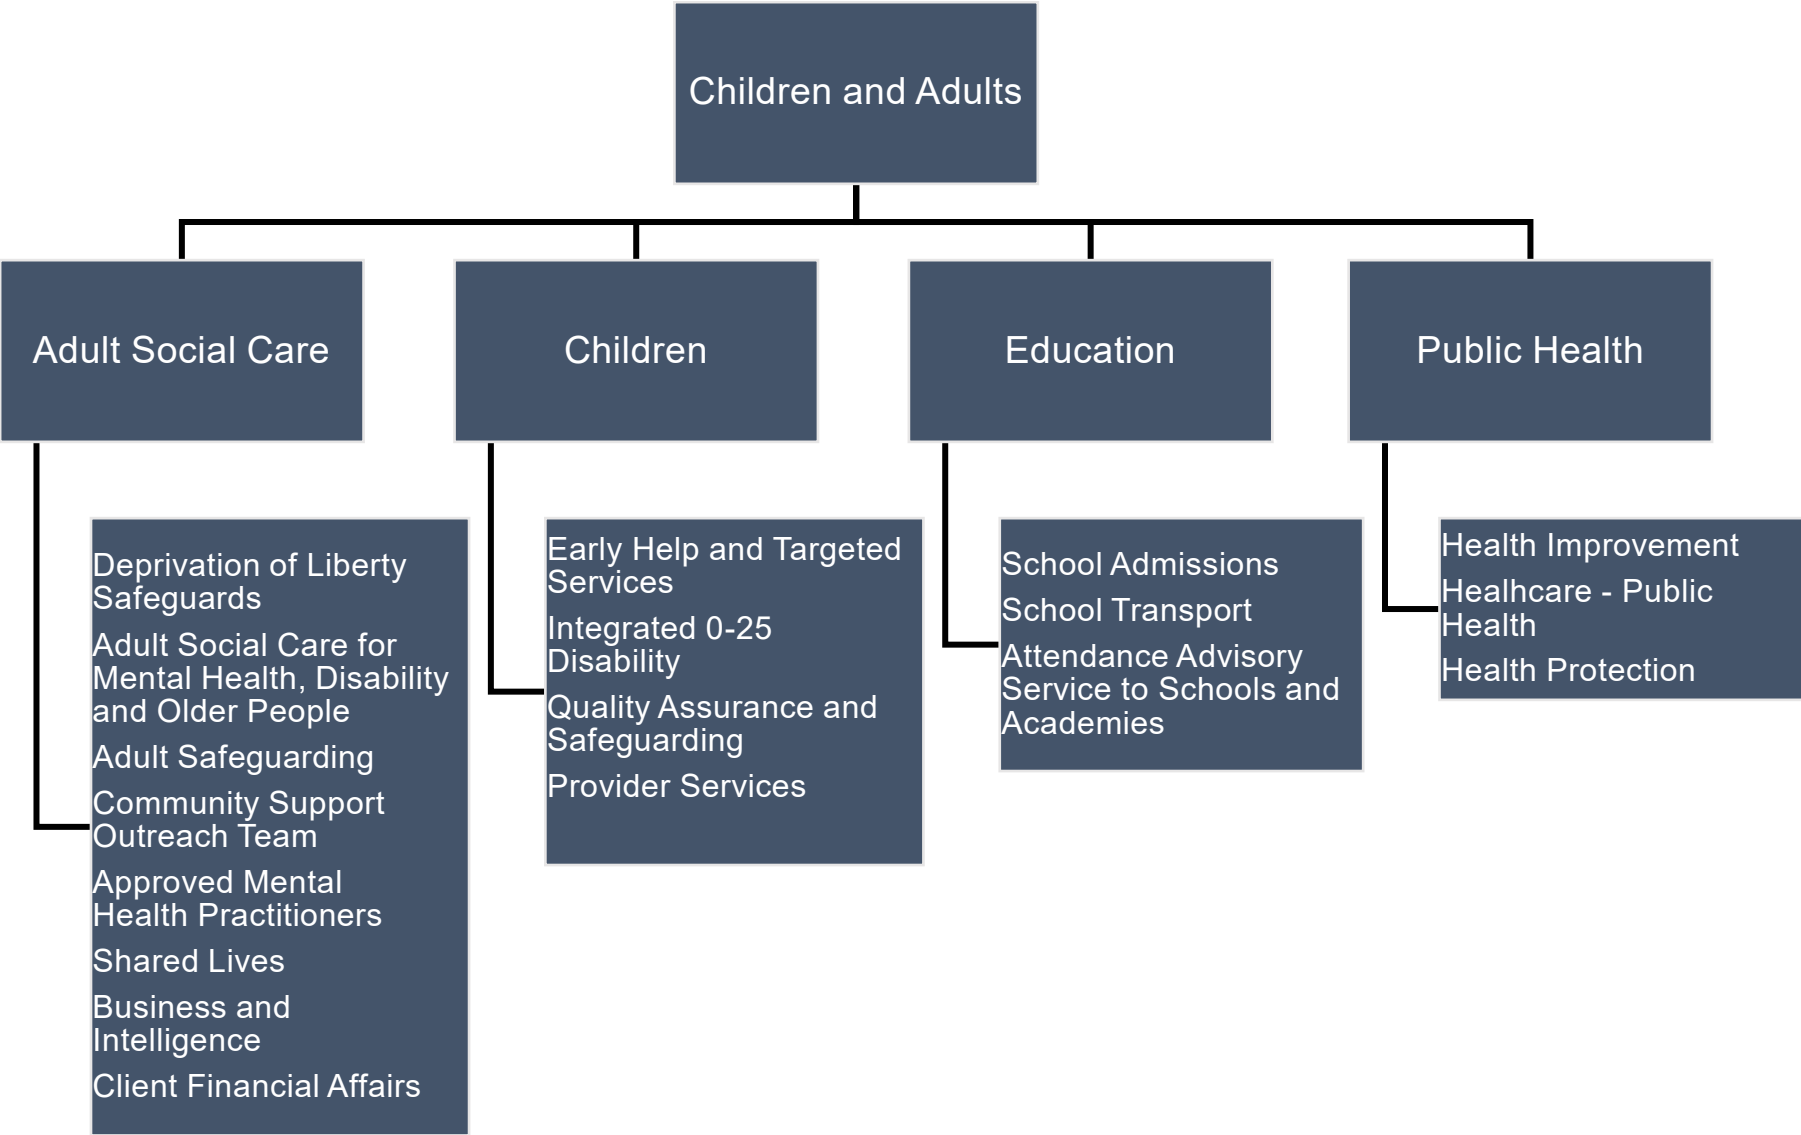 Children and Adults
Adult Social Care
Children
Education
Public Health
Deprivation of Liberty
Safeguards
Adult Social Care for
Mental Health, Disability
and Older People
Adult Safeguarding
Community Support
Outreach Team
Approved Mental
Health Practitioners
Shared Lives
Business and
Intelligence
Client Financial Affairs
Early Help and Targeted
Services
Integrated 0-25
Disability
Quality Assurance and
Safeguarding
Provider Services
School Admissions
School Transport
Attendance Advisory
Service to Schools and
Academies
Health Improvement
Healhcare - Public
Health
Health Protection